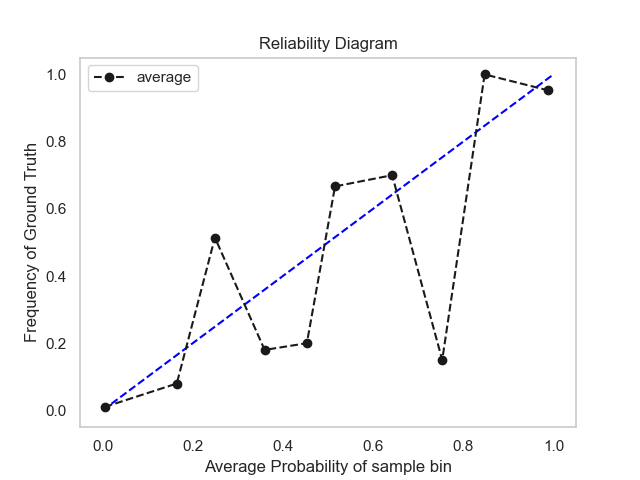 Reliability Diagram
average
Frequency of Ground Truth
1.0
0.8
0.6
0.4
0.2
0.0
0.0 0.2 0.4 0.6 0.8 1.0
Average Probability of sample bin